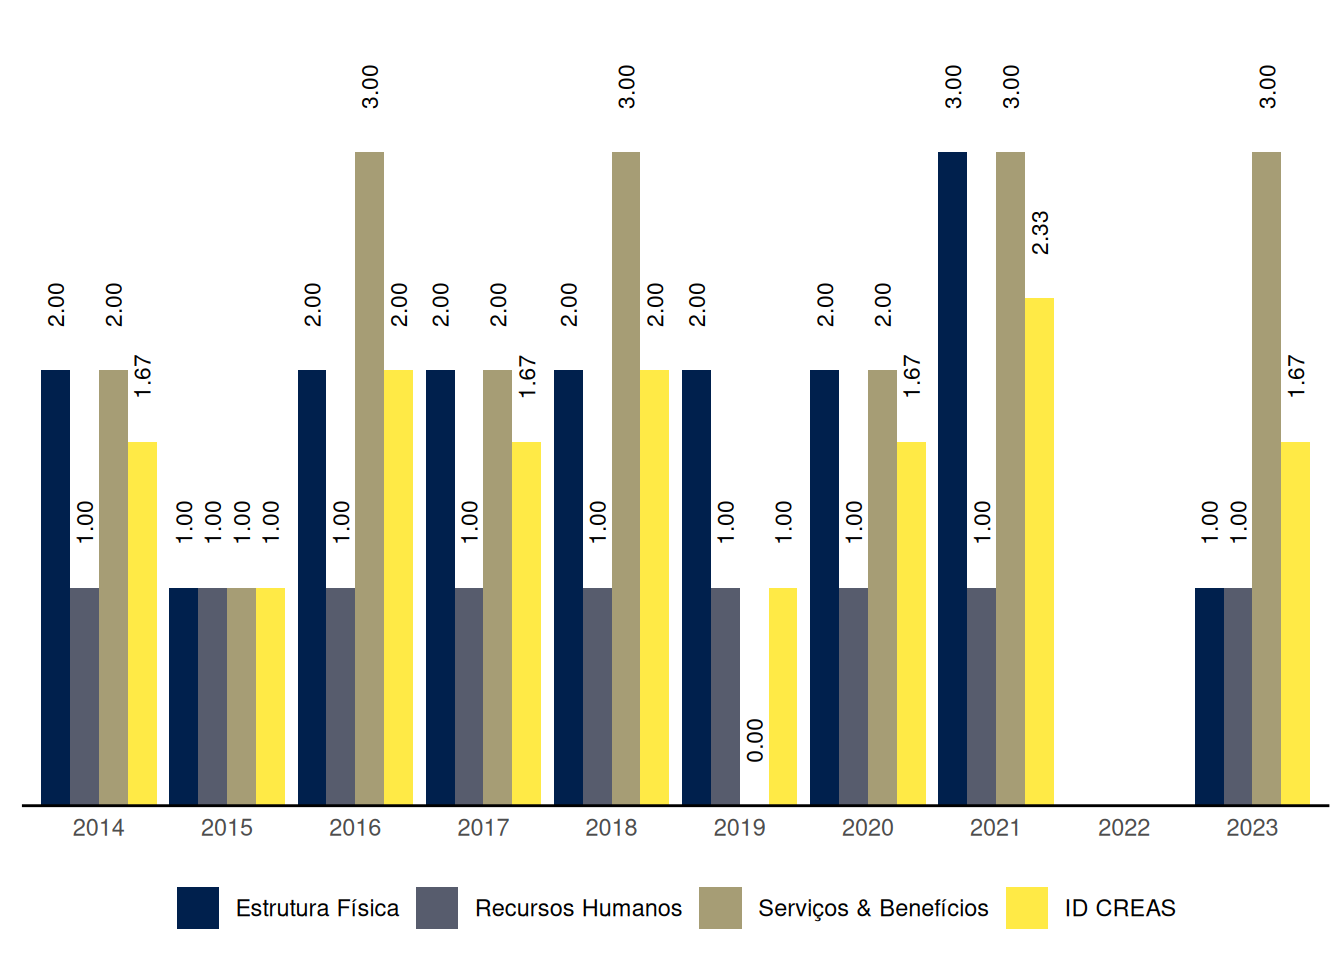 3.00 3.00 3.00 3.00 3.00
2.33
2.00 2.00 2.00 2.00 2.00 2.00 2.00 2.00 2.00 2.00 2.00
1.67 1.67 1.67 1.67
1.00 1.00 1.00 1.00 1.00 1.00 1.00 1.00 1.00 1.00 1.00 1.00 1.00 1.00
0.00
2014 2015 2016 2017 2018 2019 2020 2021 2022 2023
Estrutura Física Recursos Humanos Serviços & Benefícios ID CREAS